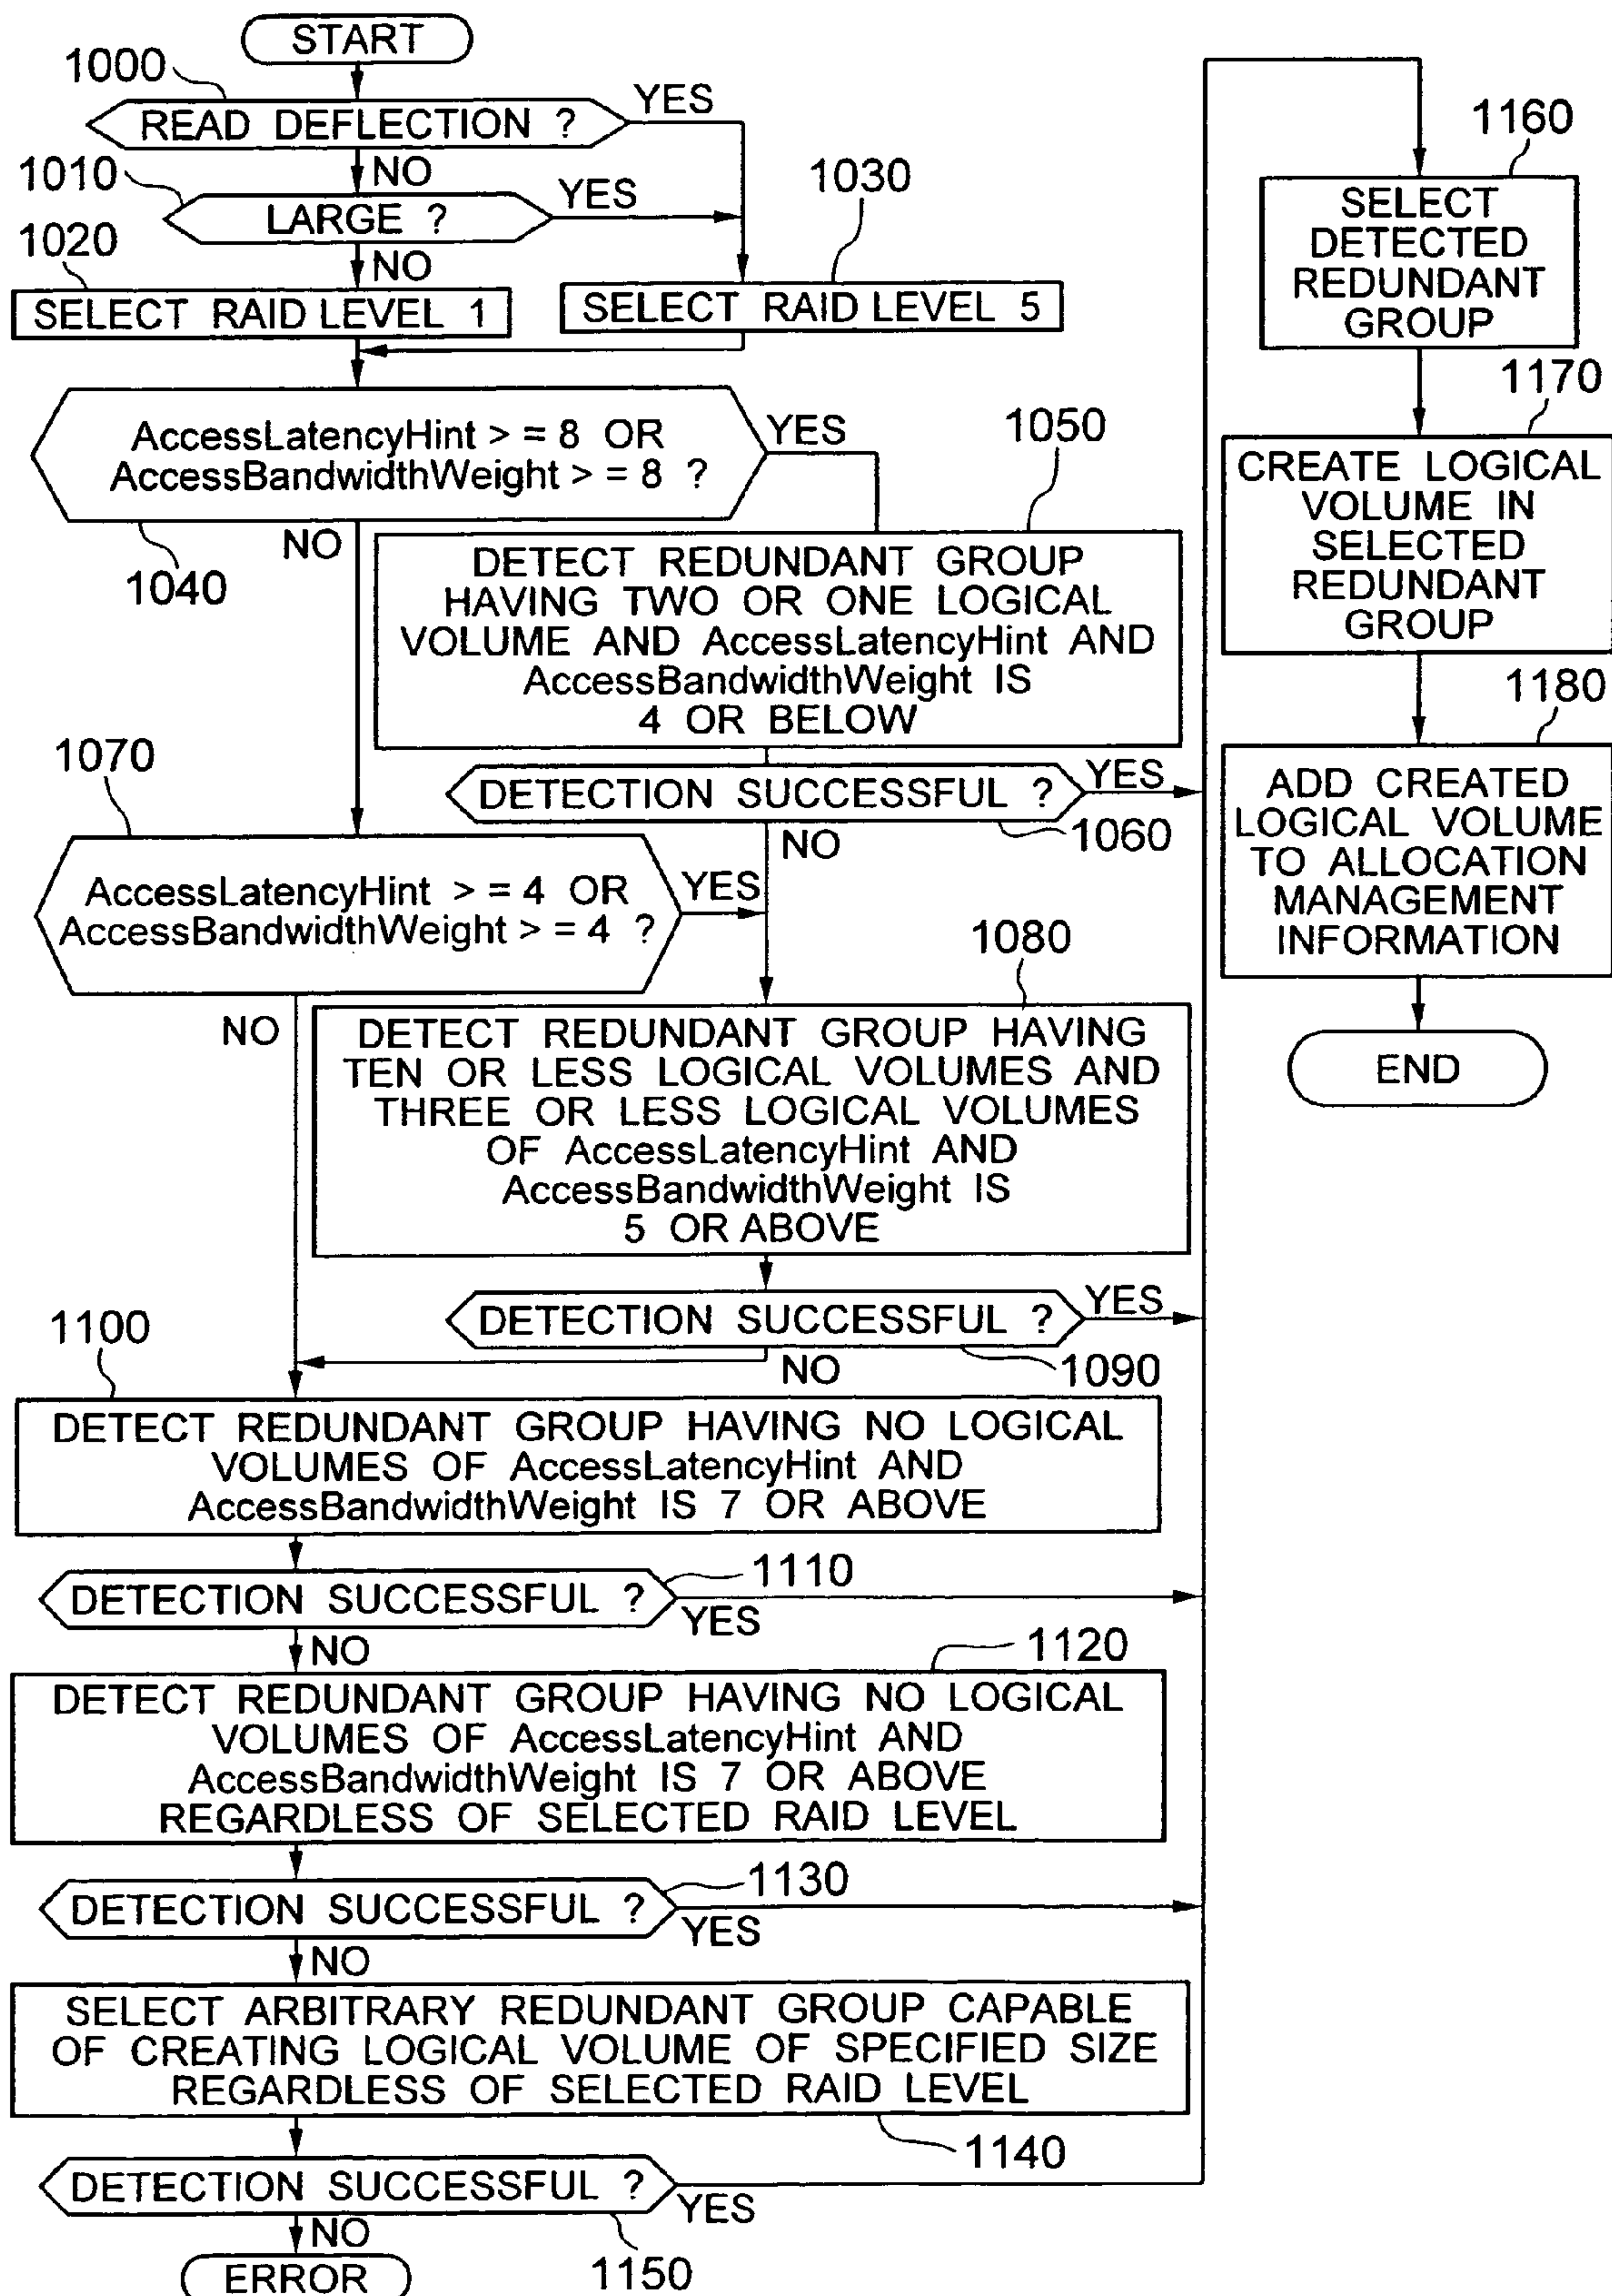 START
1000
READ DEFLECTION ?
YES
NO
1010
LARGE ?
YES
NO
1020
SELECT RAID LEVEL 1
1030
SELECT RAID LEVEL 5
AccessLatencyHint > = 8 OR
AccessBandwidthWeight > = 8 ?
YES
NO
1040
1050
DETECT REDUNDANT GROUP
HAVING TWO OR ONE LOGICAL
VOLUME AND AccessLatencyHint AND
AccessBandwidthWeight IS
4 OR BELOW
DETECTION SUCCESSFUL ?
YES
1060
NO
1070
AccessLatencyHint > = 4 OR
AccessBandwidthWeight > = 4 ?
YES
NO
1080
DETECT REDUNDANT GROUP HAVING
TEN OR LESS LOGICAL VOLUMES AND
THREE OR LESS LOGICAL VOLUMES
OF AccessLatencyHint AND
AccessBandwidthWeight IS
5 OR ABOVE
DETECTION SUCCESSFUL ?
YES
NO
1090
1100
DETECT REDUNDANT GROUP HAVING NO LOGICAL
VOLUMES OF AccessLatencyHint AND
AccessBandwidthWeight IS 7 OR ABOVE
DETECTION SUCCESSFUL ?
1110
YES
NO
1120
DETECT REDUNDANT GROUP HAVING NO LOGICAL
VOLUMES OF AccessLatencyHint AND
AccessBandwidthWeight IS 7 OR ABOVE
REGARDLESS OF SELECTED RAID LEVEL
DETECTION SUCCESSFUL ?
1130
YES
NO
SELECT ARBITRARY REDUNDANT GROUP CAPABLE
OF CREATING LOGICAL VOLUME OF SPECIFIED SIZE
REGARDLESS OF SELECTED RAID LEVEL
1140
DETECTION SUCCESSFUL ?
YES
NO
1150
ERROR
1160
SELECT
DETECTED
REDUNDANT
GROUP
1170
CREATE LOGICAL
VOLUME IN
SELECTED
REDUNDANT
GROUP
1180
ADD CREATED
LOGICAL VOLUME
TO ALLOCATION
MANAGEMENT
INFORMATION
END